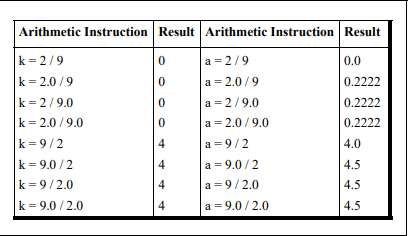 Arithmetic Instruction Result Arithmetic Instruction Result
k = 2 / 9 0 a = 2 / 9 0.0
k = 2.0 / 9 0 a = 2.0 / 9 0.2222
k = 2 / 9.0 0 a = 2 / 9.0 0.2222
k = 2.0 / 9.0 0 a = 2.0 / 9.0 0.2222
k = 9 / 2 4 a = 9 / 2 4.0
k = 9.0 / 2 4 a = 9.0 / 2 4.5
k = 9 / 2.0 4 a = 9 / 2.0 4.5
k = 9.0 / 2.0 4 a = 9.0 / 2.0 4.5